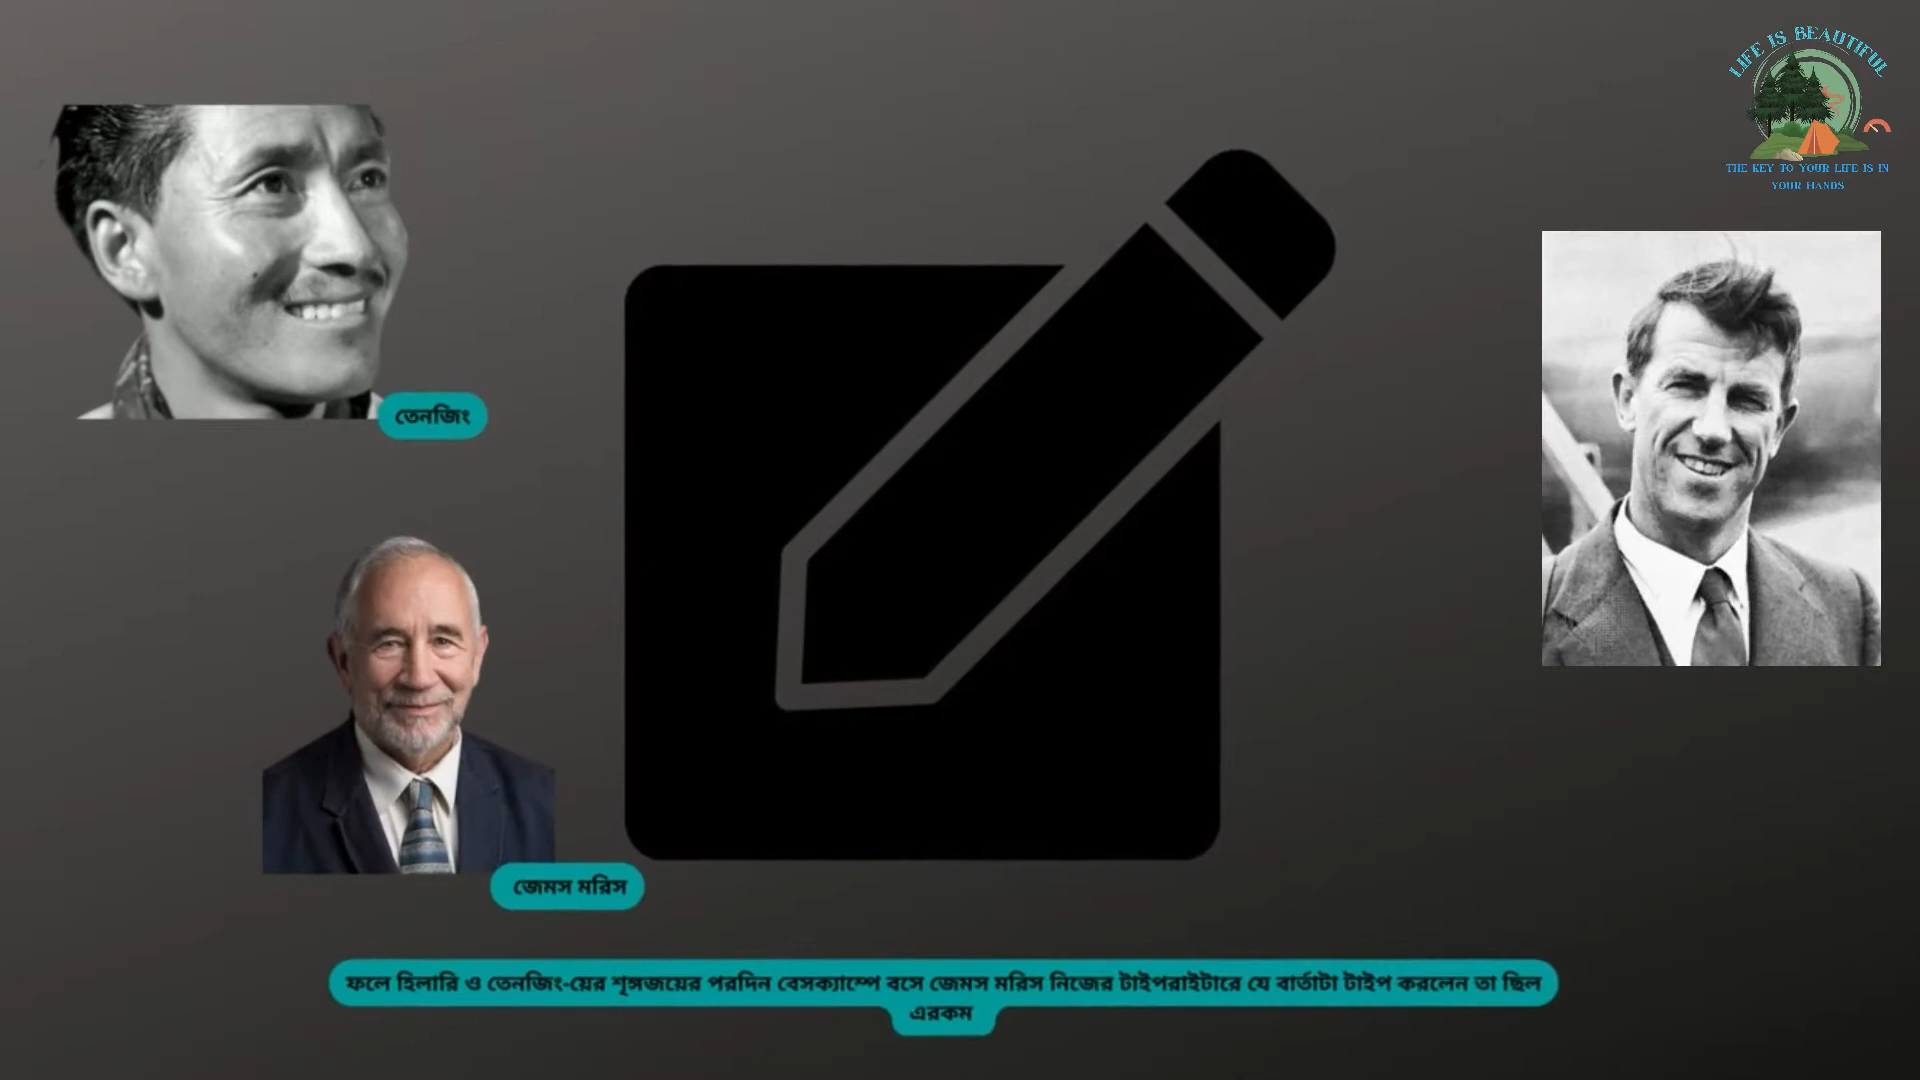 LIFE IS BEAUTIFUL
THE KEY TO YOUR LIFE IS IN
YOUR HANDS
তেনজিং
জেমস মরিস
ফলে হিলারি ও তেনজিং-য়ের শৃঙ্গজয়ের পরদিন বেসক্যাম্পে বসে জেমস মরিস নিজের টাইপরাইটারে যে বার্তাটা টাইপ করলেন তা ছিল
এরকম